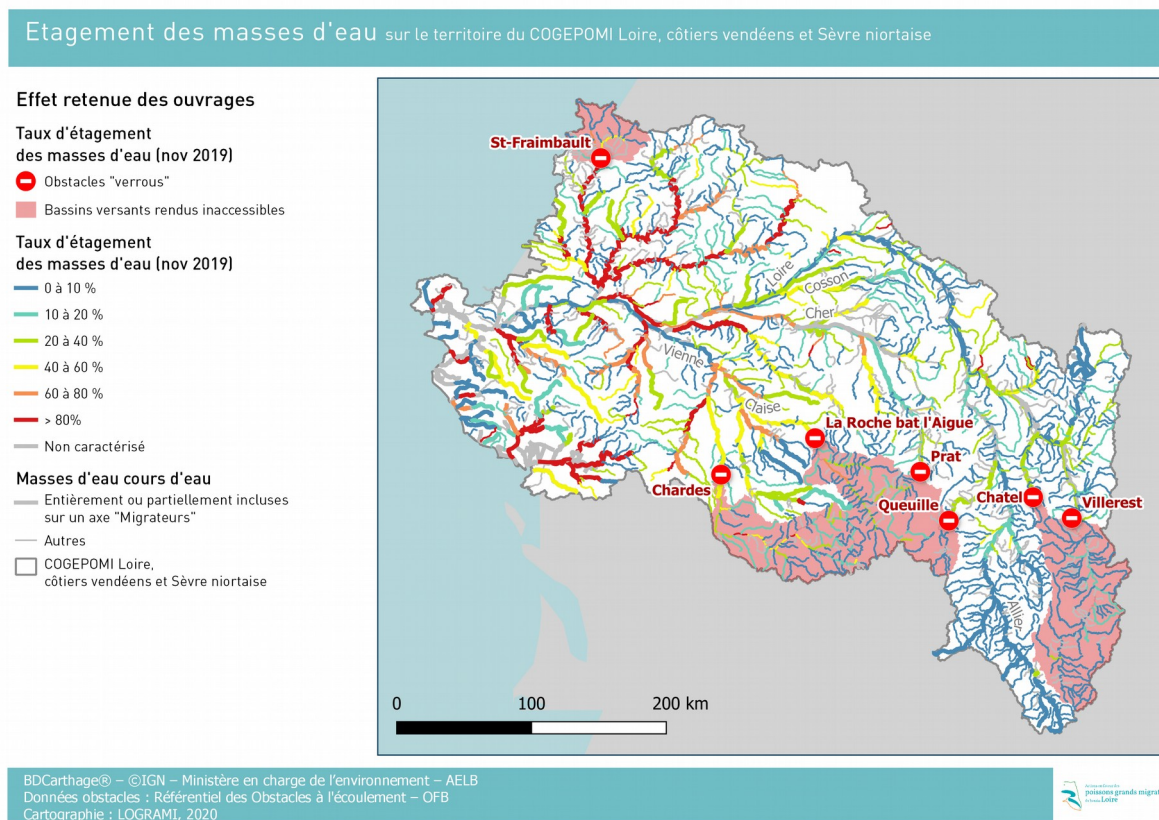 Etagement des masses d'eau sur le territoire du COGEPOMI Loire, côtiers vendéens et Sèvre niortaise
Effet retenue des ouvrages
Taux d'étagement
des masses d'eau (nov 2019)
Obstacles "verrous"
Bassins versants rendus inaccessibles
Taux d'étagement
des masses d'eau (nov 2019)
0 à 10 %
10 à 20 %
20 à 40 %
40 à 60 %
60 à 80 %
> 80%
Non caractérisé
Masses d'eau cours d'eau
Entièrement ou partiellement incluses
sur un axe "Migrateurs"
Autres
COGEPOMI Loire,
côtiers vendéens et Sèvre niortaise
St-Fraimbault
Loire
Cosson
Cher
Vienne
Claise
La Roche bat l'Aigue
Prat
Chardes
Queuille
Chatel
Villerest
Allier
0 100 200 km
BDCarthage® – ©IGN – Ministère en charge de l'environnement – AELB
Données obstacles : Référentiel des Obstacles à l'écoulement – OFB
Cartographie : LOGRAMI, 2020
poissons grands migrat
Loire